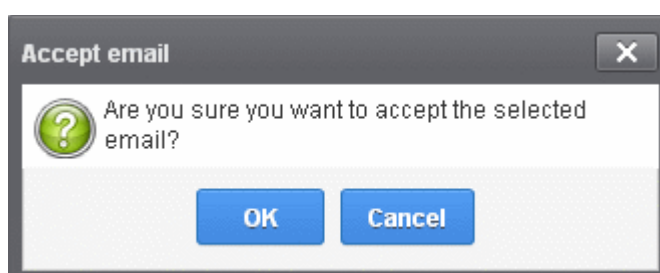 Accept email
Are you sure you want to accept the selected
email?
OK
Cancel